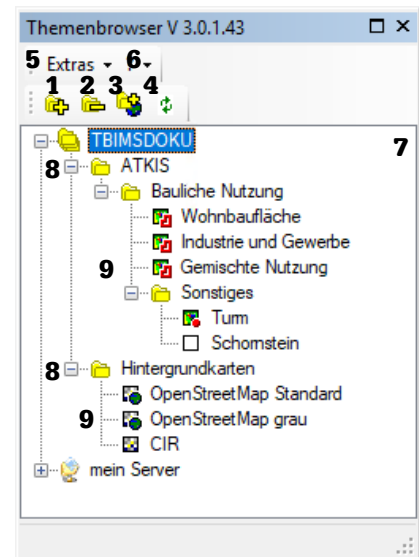 Themenbrowser V 3.0.1.43
5 Extras 6
1 2 3 4
TBIMSDOKU 7
8 ATKIS
Bauliche Nutzung
Wohnbaufläche
Industrie und Gewerbe
9 Gemischte Nutzung
Sonstiges
Turm
Schornstein
8 Hintergrundkarten
OpenStreetMap Standard
9 OpenStreetMap grau
CIR
mein Server